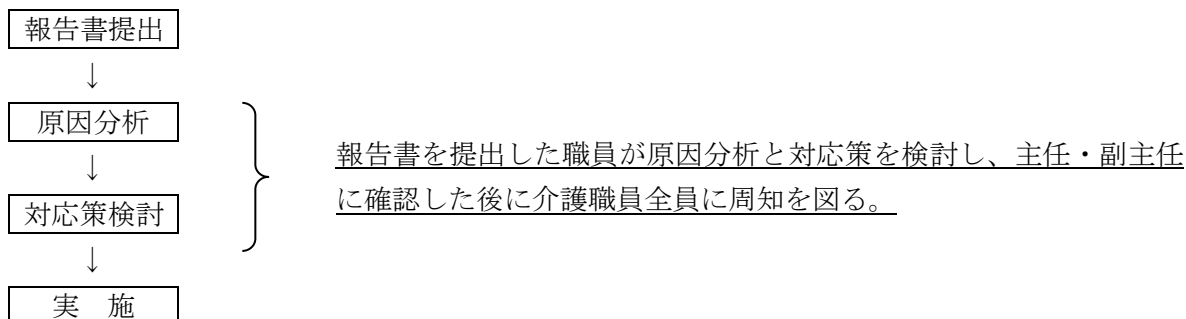 報告書提出
↓
原因分析
↓
対応策検討
↓
実　施
報告書を提出した職員が原因分析と対応策を検討し、主任・副主任
に確認した後に介護職員全員に周知を図る。